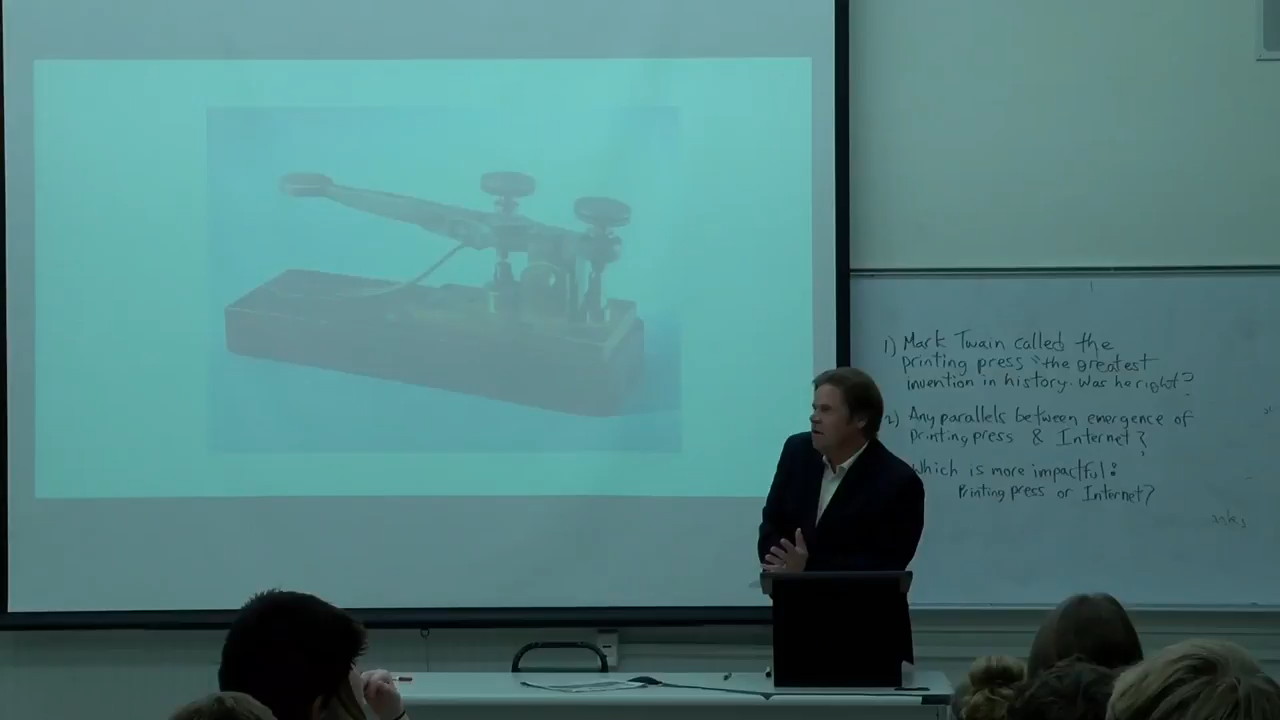 1) Mark Twain called the
printing press "the greatest
invention in history. Was he right?
2) Any parallels between emergence of
Printing press & Internet?
Which is more impactful:
Printing press or Internet?